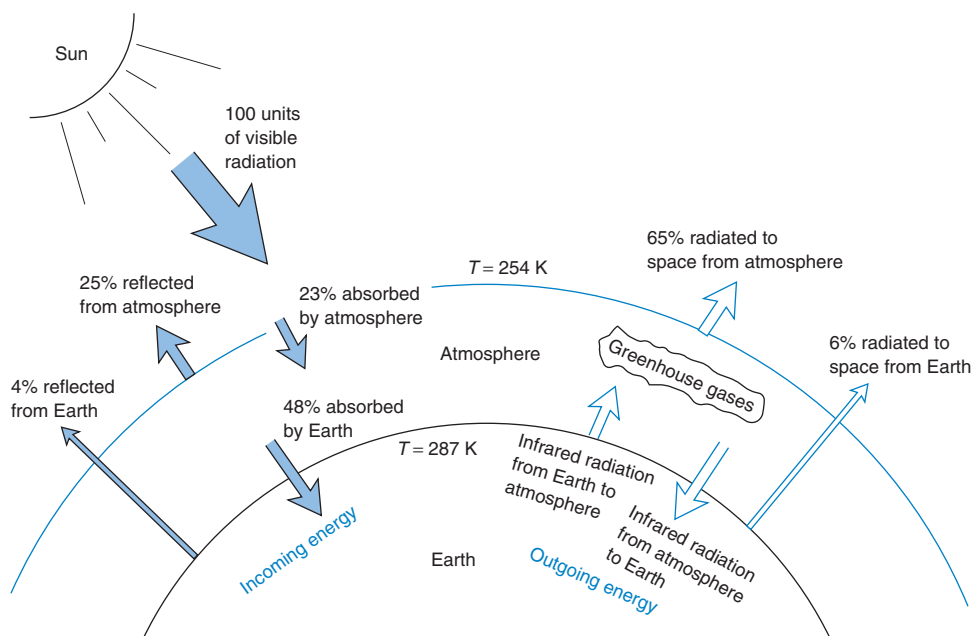 Sun
100 units
of visible
radiation
25% reflected
from atmosphere
T = 254 K
65% radiated to
space from atmosphere
23% absorbed
by atmosphere
Atmosphere
Greenhouse gases
6% radiated to
space from Earth
4% reflected
from Earth
48% absorbed
by Earth
T = 287 K
Infrared radiation
from Earth to
atmosphere
Infrared radiation
from atmosphere
to Earth
Incoming energy
Earth
Outgoing energy